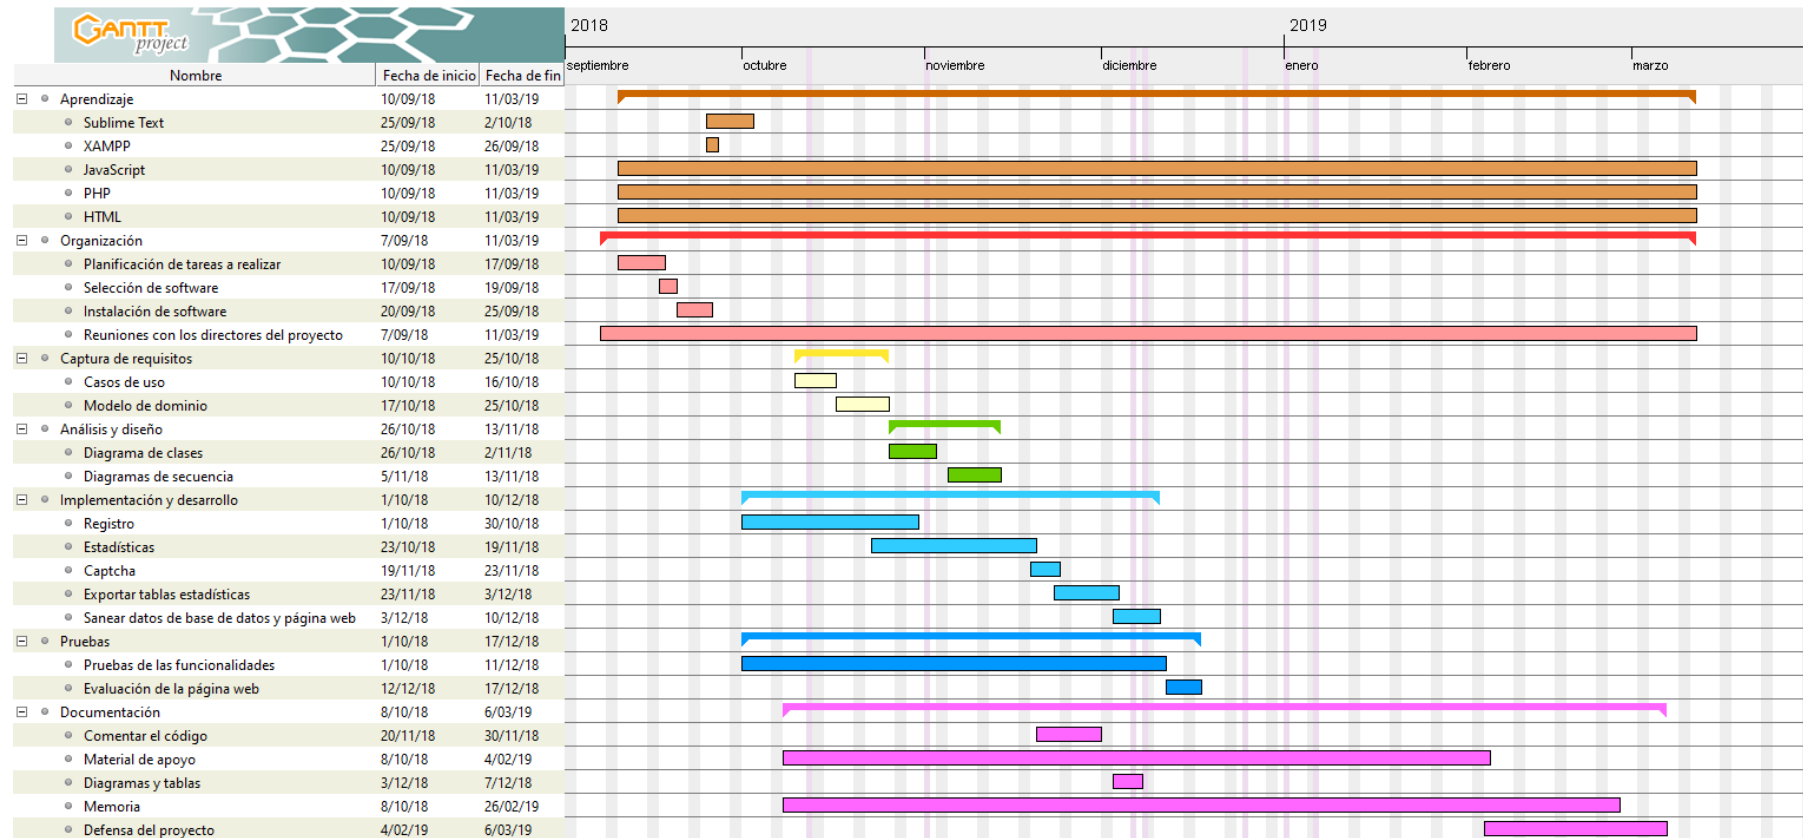 GANTT
project
2018 2019
septiembre octubre noviembre diciembre enero febrero marzo
Nombre Fecha de inicio Fecha de fin
Aprendizaje 10/09/18 11/03/19
Sublime Text 25/09/18 2/10/18
XAMPP 25/09/18 26/09/18
JavaScript 10/09/18 11/03/19
PHP 10/09/18 11/03/19
HTML 10/09/18 11/03/19
Organización 7/09/18 11/03/19
Planificación de tareas a realizar 10/09/18 17/09/18
Selección de software 17/09/18 19/09/18
Instalación de software 20/09/18 25/09/18
Reuniones con los directores del proyecto 7/09/18 11/03/19
Captura de requisitos 10/10/18 25/10/18
Casos de uso 10/10/18 16/10/18
Modelo de dominio 17/10/18 25/10/18
Análisis y diseño 26/10/18 13/11/18
Diagrama de clases 26/10/18 2/11/18
Diagramas de secuencia 5/11/18 13/11/18
Implementación y desarrollo 1/10/18 10/12/18
Registro 1/10/18 30/10/18
Estadísticas 23/10/18 19/11/18
Captcha 19/11/18 23/11/18
Exportar tablas estadísticas 23/11/18 3/12/18
Sanear datos de base de datos y página web 3/12/18 10/12/18
Pruebas 1/10/18 17/12/18
Pruebas de las funcionalidades 1/10/18 11/12/18
Evaluación de la página web 12/12/18 17/12/18
Documentación 8/10/18 6/03/19
Comentar el código 20/11/18 30/11/18
Material de apoyo 8/10/18 4/02/19
Diagramas y tablas 3/12/18 7/12/18
Memoria 8/10/18 26/02/19
Defensa del proyecto 4/02/19 6/03/19